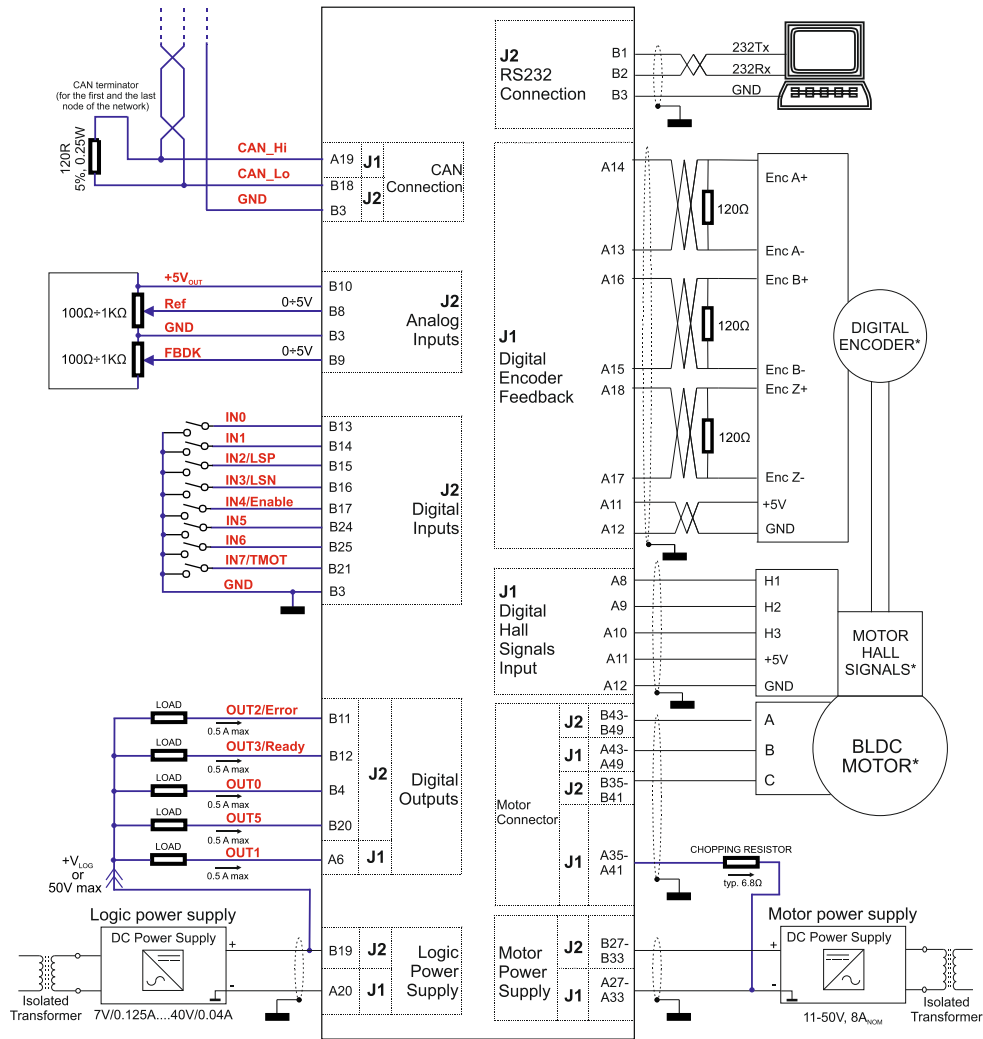 CAN terminator
(for the first and the last
node of the network)
120R
5%, 0.25W
CAN_Hi
CAN_Lo
GND
A19
B18
B3
J1
J2
CAN
Connection
+5VOUT
Ref
GND
FBDK
0÷5V
0÷5V
100Ω÷1KΩ
100Ω÷1KΩ
B10
B8
B3
B9
J2
Analog
Inputs
IN0
IN1
IN2/LSP
IN3/LSN
IN4/Enable
IN5
IN6
IN7/TMOT
GND
B13
B14
B15
B16
B17
B24
B25
B21
B3
J2
Digital
Inputs
LOAD
OUT2/Error
0.5 A max
B11
LOAD
OUT3/Ready
0.5 A max
B12
LOAD
OUT0
0.5 A max
B4
LOAD
OUT5
0.5 A max
B20
LOAD
OUT1
0.5 A max
A6
J2
J1
Digital
Outputs
+VLOG
or
50V max
Logic power supply
DC Power Supply
+
-
Isolated
Transformer
7V/0.125A....40V/0.04A
B19
A20
J2
J1
Logic
Power
Supply
J2
RS232
Connection
B1
B2
B3
232Tx
232Rx
GND
J1
Digital
Encoder
Feedback
A14
A13
A16
A15
A18
A17
A11
A12
120Ω
120Ω
120Ω
Enc A+
Enc A-
Enc B+
Enc B-
Enc Z+
Enc Z-
+5V
GND
DIGITAL
ENCODER*
J1
Digital
Hall
Signals
Input
A8
A9
A10
A11
A12
H1
H2
H3
+5V
GND
MOTOR
HALL
SIGNALS*
Motor
Connector
J2
B43-
B49
J1
A43-
A49
J2
B35-
B41
J1
A35-
A41
A
B
C
BLDC
MOTOR*
CHOPPING RESISTOR
typ. 6.8Ω
Motor
Power
Supply
J2
B27-
B33
J1
A27-
A33
Motor power supply
DC Power Supply
+
-
11-50V, 8ANOM
Isolated
Transformer